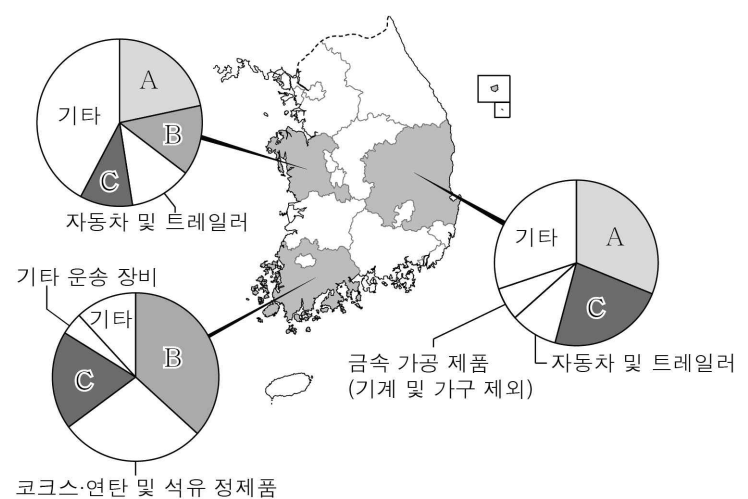 A
기타
B
C
자동차 및 트레일러
기타
A
C
자동차 및 트레일러
금속 가공 제품
(기계 및 가구 제외)
기타 운송 장비
기타
B
C
코크스·연탄 및 석유 정제품